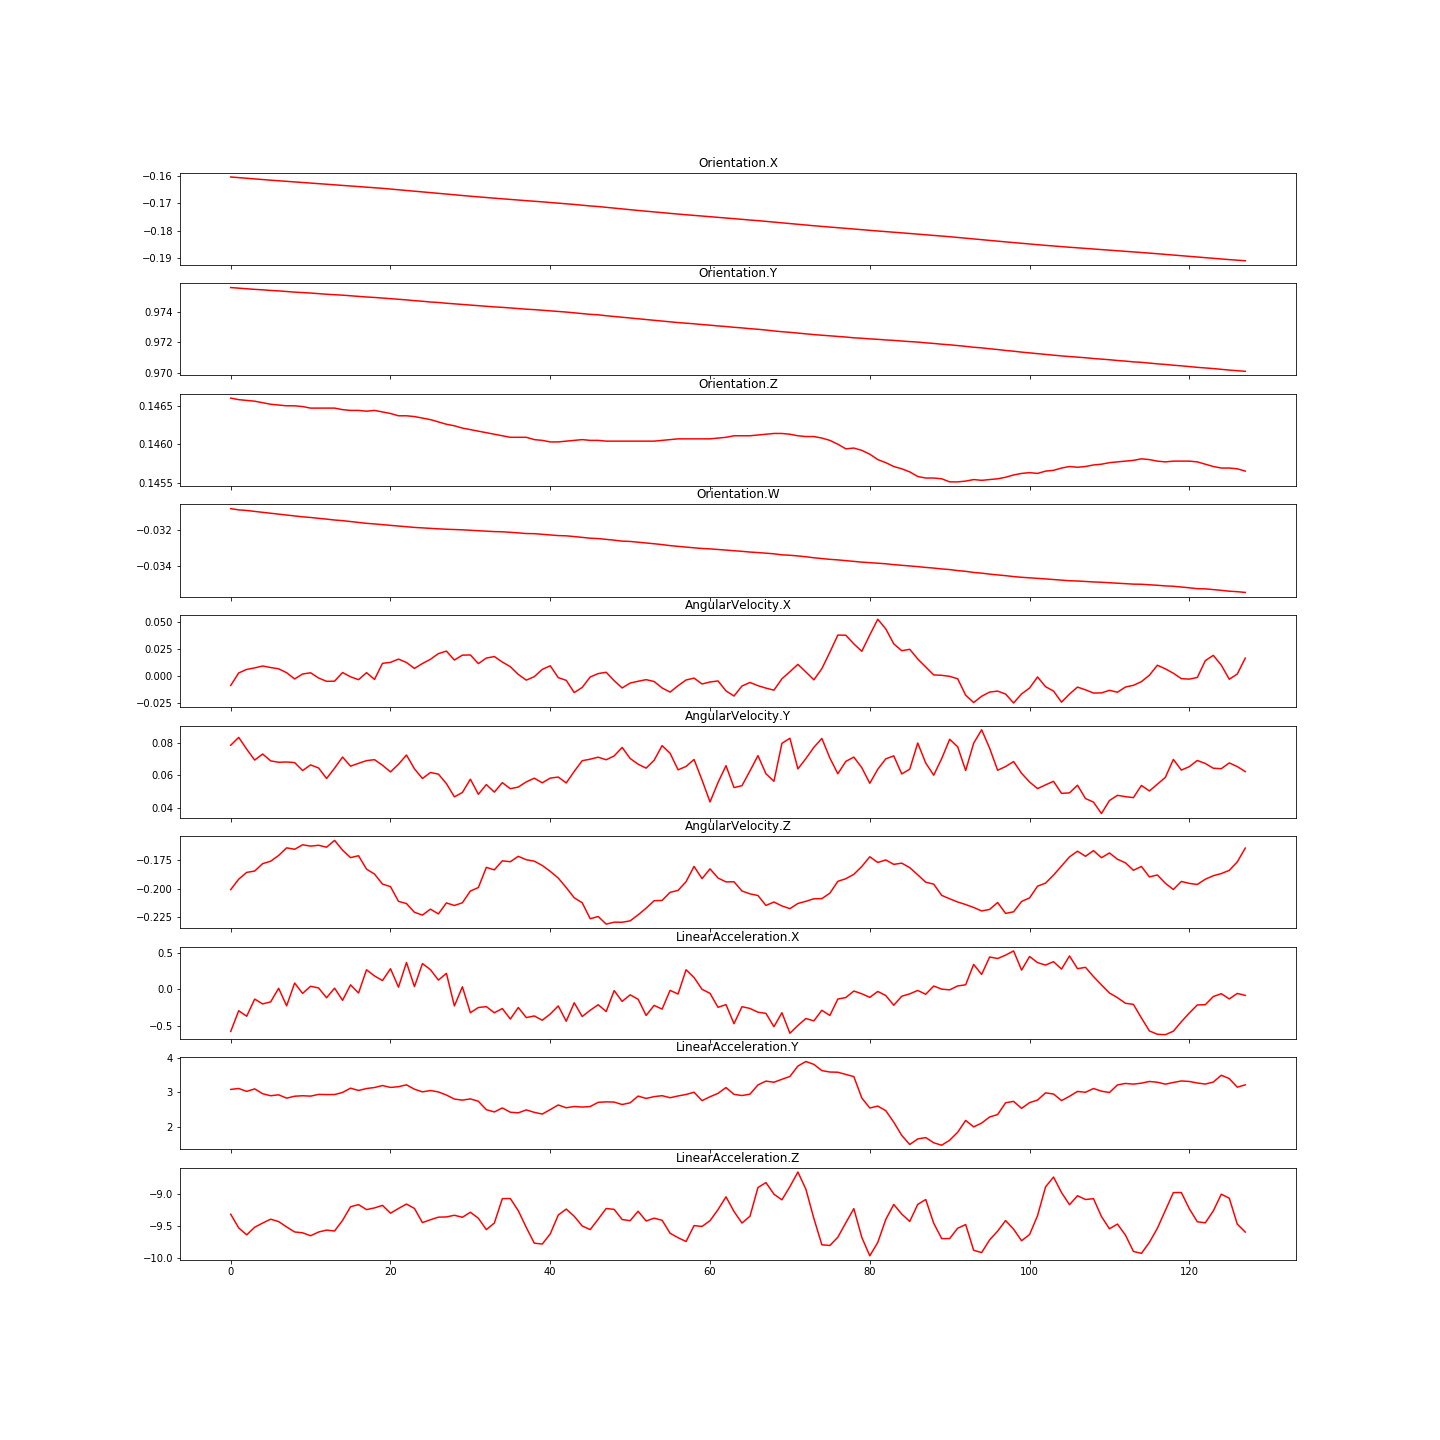 Orientation.X
−0.16
−0.17
−0.18
−0.19
Orientation.Y
0.974
0.972
0.970
Orientation.Z
0.1465
0.1460
0.1455
Orientation.W
−0.032
−0.034
AngularVelocity.X
0.050
0.025
0.000
−0.025
AngularVelocity.Y
0.08
0.06
0.04
AngularVelocity.Z
−0.175
−0.200
−0.225
LinearAcceleration.X
0.5
0.0
−0.5
LinearAcceleration.Y
4
3
2
LinearAcceleration.Z
−9.0
−9.5
−10.0
0 20 40 60 80 100 120